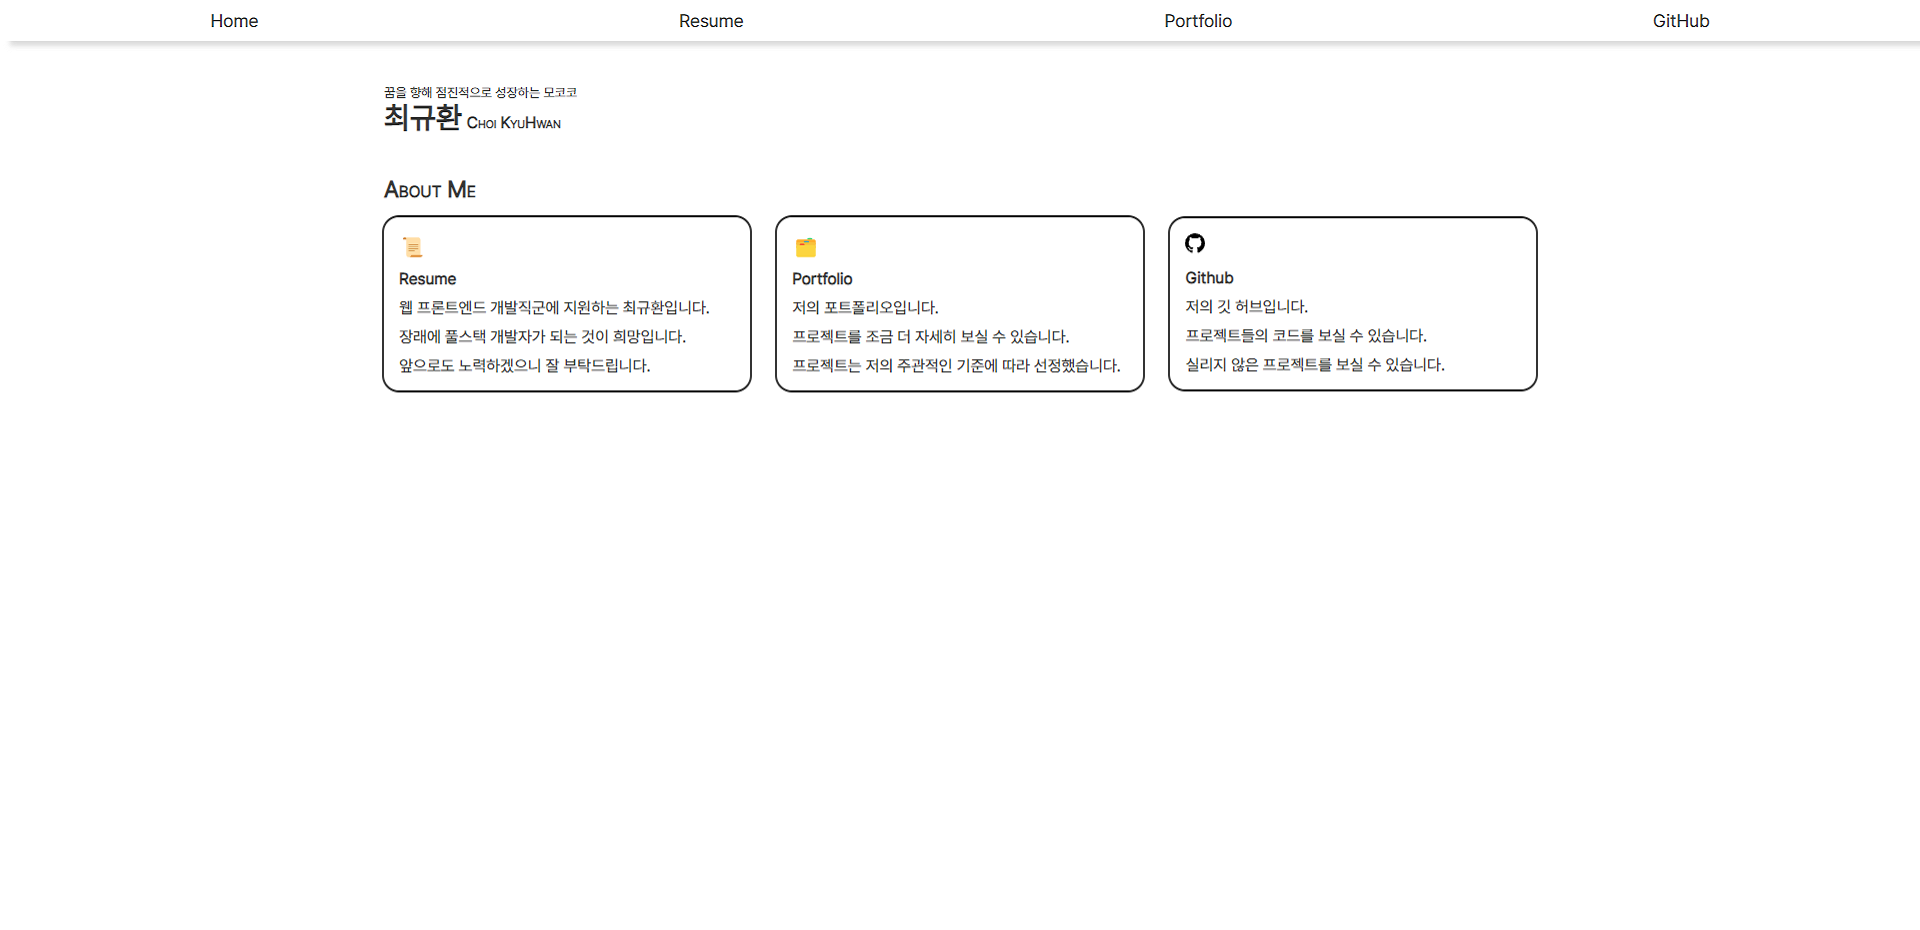 Home
Resume
Portfolio
GitHub
꿈을 향해 점진적으로 성장하는 모코코
최규환 Choi KyuHwan
About Me
Resume
웹 프론트엔드 개발직군에 지원하는 최규환입니다.
장래에 풀스택 개발자가 되는 것이 희망입니다.
앞으로도 노력하겠으니 잘 부탁드립니다.
Portfolio
저의 포트폴리오입니다.
프로젝트를 조금 더 자세히 보실 수 있습니다.
프로젝트는 저의 주관적인 기준에 따라 선정했습니다.
Github
저의 깃 허브입니다.
프로젝트들의 코드를 보실 수 있습니다.
실리지 않은 프로젝트를 보실 수 있습니다.